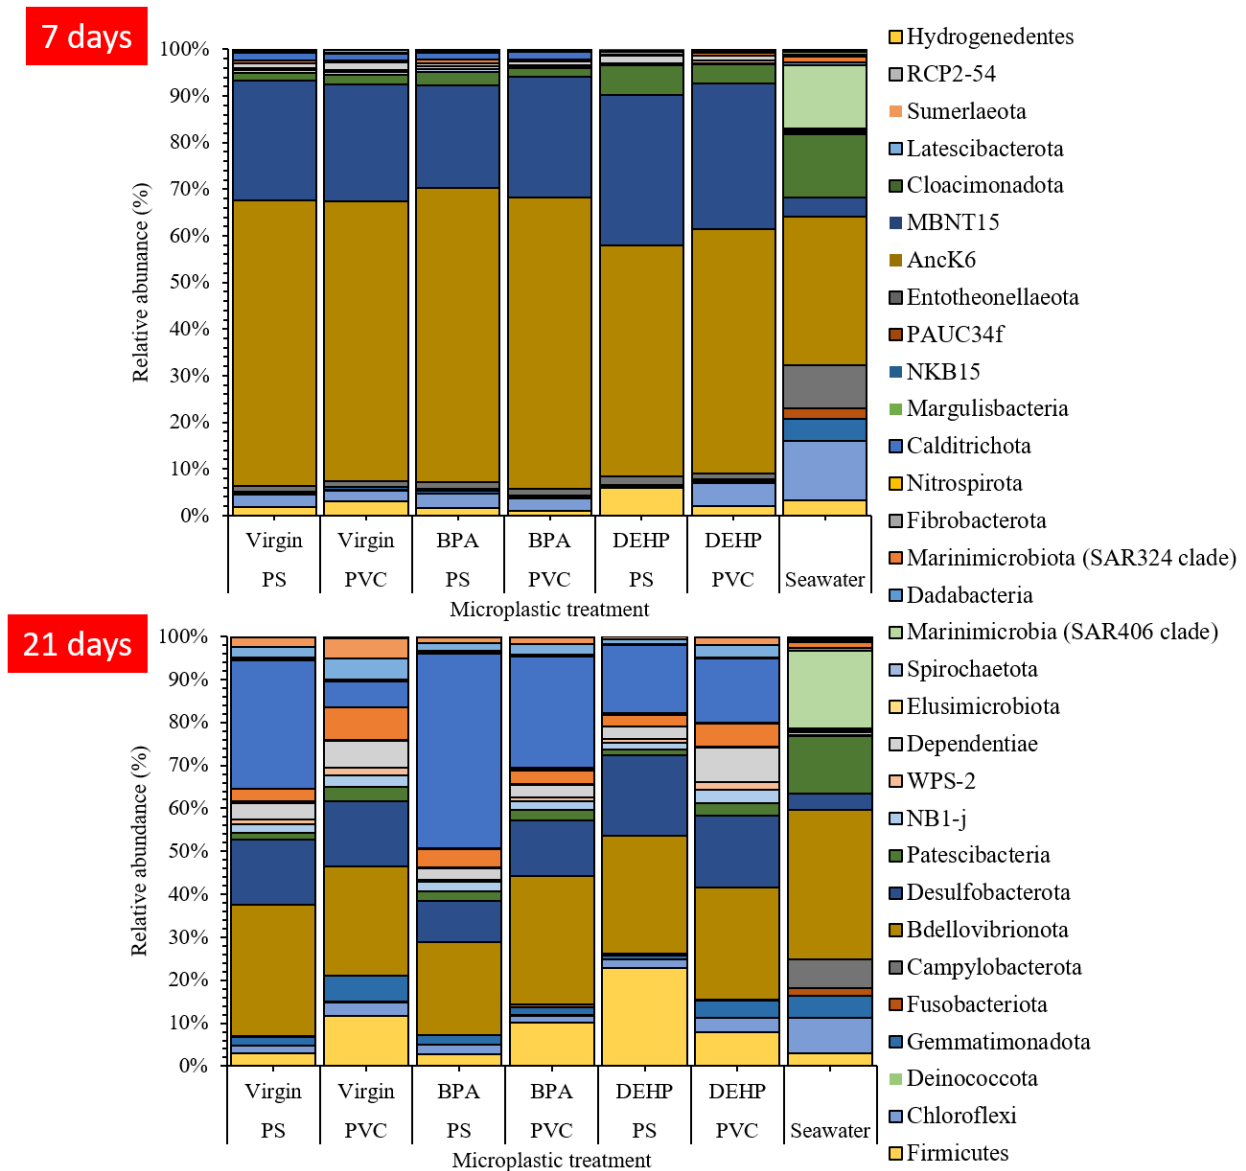 7 days
100%
90%
80%
70%
60%
50%
40%
30%
20%
10%
0%
Relative abunance (%)
Virgin BPA BPA DEHP DEHP
Virgin
PS PVC PS PVC PS PVC Seawater
Microplastic treatment
21 days
100%
90%
80%
70%
60%
50%
40%
30%
20%
10%
0%
Relative abundance (%)
Virgin Virgin BPA BPA DEHP DEHP
PS PVC PS PVC PS PVC Seawater
Microplastic treatment
Hydrogenedentes
RCP2-54
Sumerlaeota
Latescibacterota
Cloacimonadota
MBNT15
AncK6
Entotheonellaeota
PAUC34f
NKB15
Margulisbacteria
Calditrichota
Nitrospirota
Fibrobacterota
Marinimicrobiota (SAR324 clade)
Dadabacteria
Marinimicrobia (SAR406 clade)
Spirochaetota
Elusimicrobiota
Dependentiae
WPS-2
NB1-j
Patescibacteria
Desulfobacterota
Bdellovibrionota
Campylobacterota
Fusobacteriota
Gemmatimonadota
Deinococcota
Chloroflexi
Firmicutes